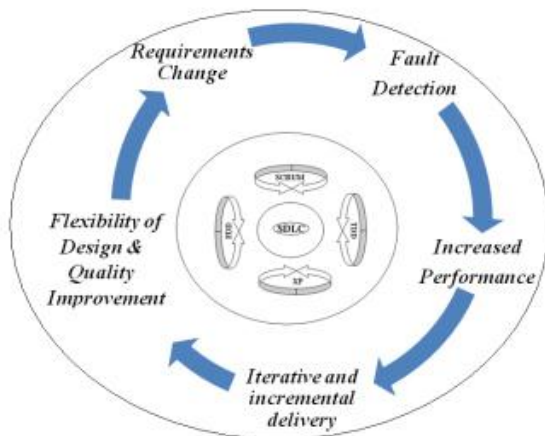 Requirements
Change
Fault
Detection
Increased
Performance
Iterative and
incremental
delivery
Flexibility of
Design &
Quality
Improvement
SCRUM
TDD
XP
SDLC